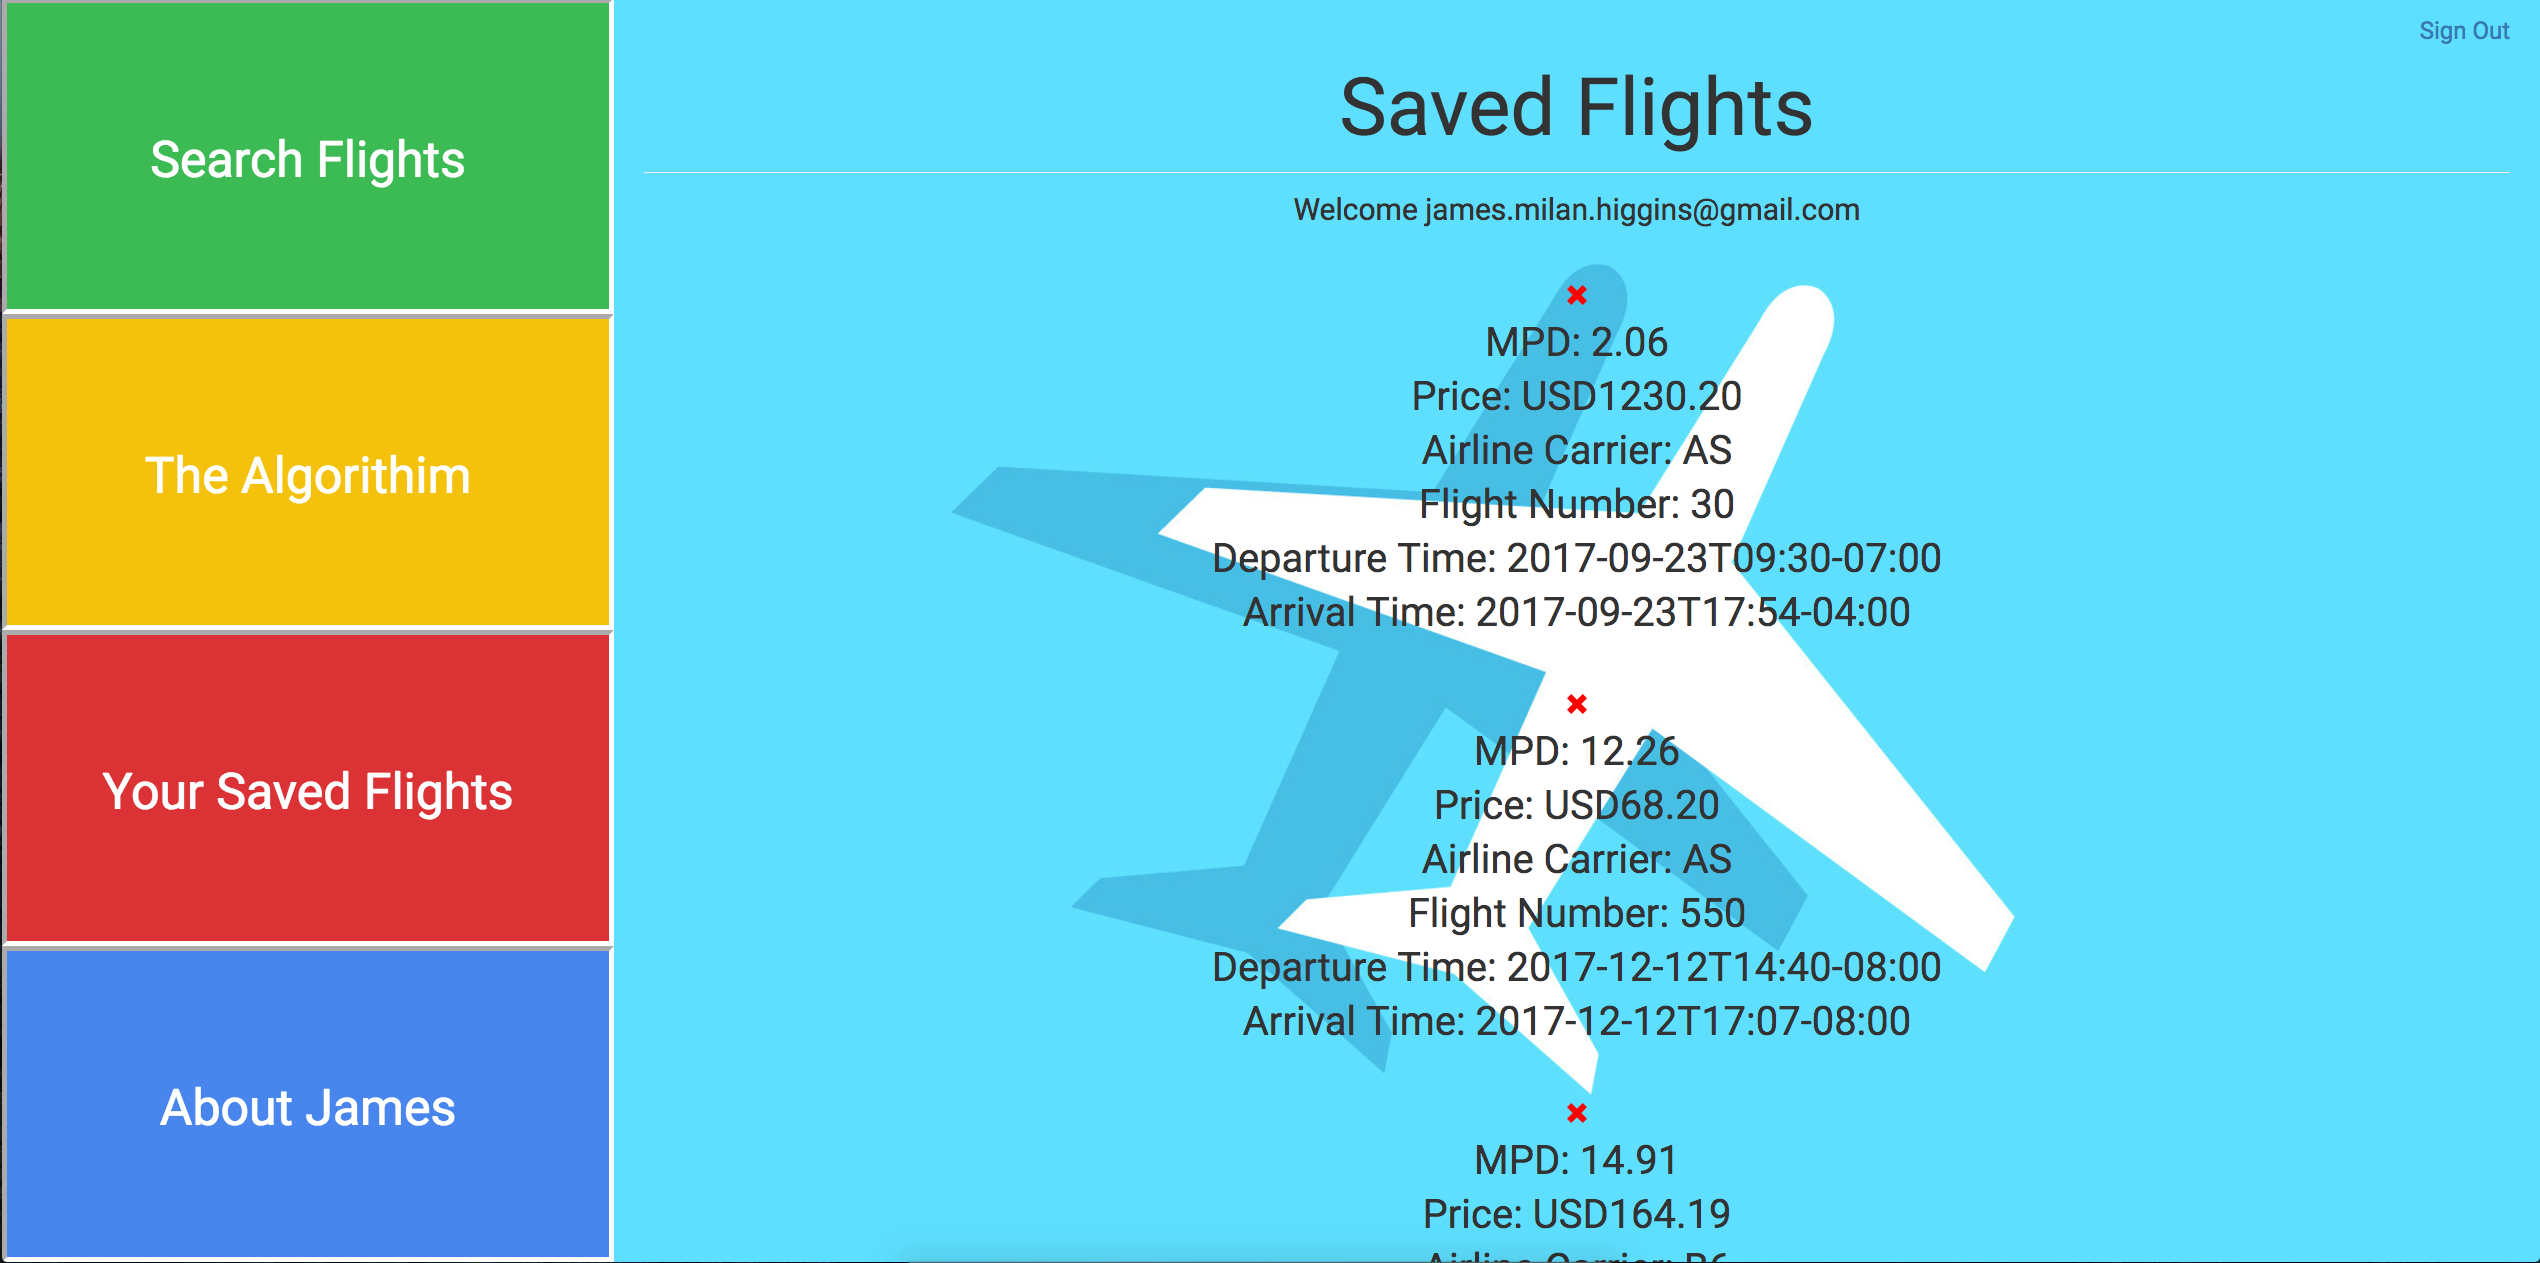 Search Flights
The Algorithim
Your Saved Flights
About James
Sign Out
Saved Flights
Welcome james.milan.higgins@gmail.com
MPD: 2.06
Price: USD1230.20
Airline Carrier: AS
Flight Number: 30
Departure Time: 2017-09-23T09:30-07:00
Arrival Time: 2017-09-23T17:54-04:00
MPD: 12.26
Price: USD68.20
Airline Carrier: AS
Flight Number: 550
Departure Time: 2017-12-12T14:40-08:00
Arrival Time: 2017-12-12T17:07-08:00
MPD: 14.91
Price: USD164.19
Airline Carrier: